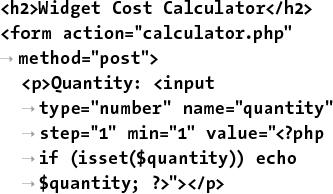 <h2>Widget Cost Calculator</h2>
<form action="calculator.php"
→ method="post">
<p>Quantity: <input
→ type="number" name="quantity"
→ step="1" min="1" value="<?php
→ if (isset($quantity)) echo
→ $quantity; ?>"></p>